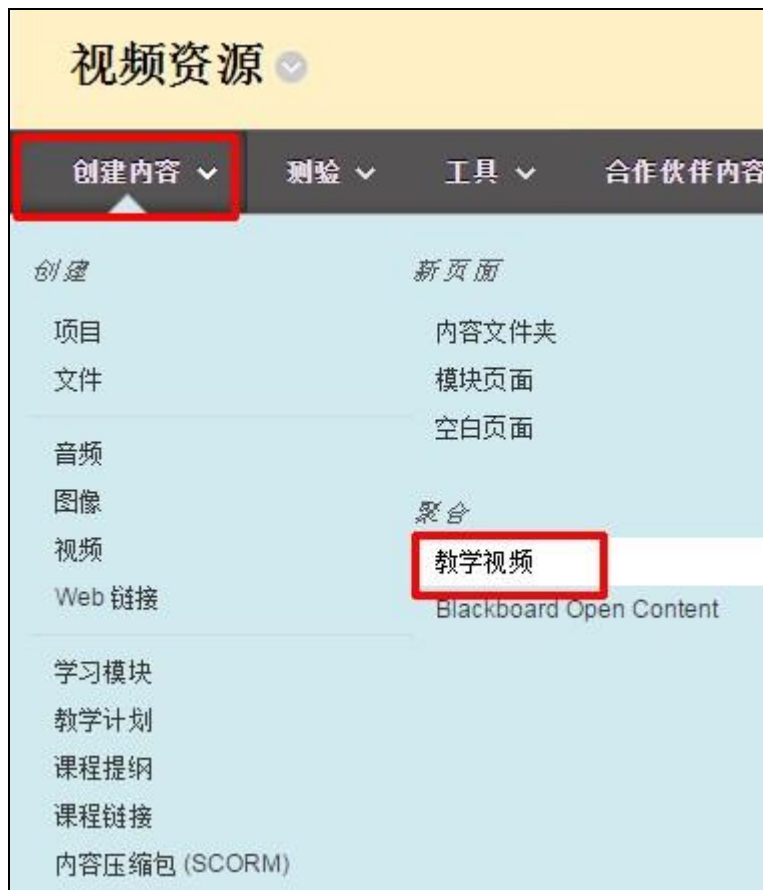 视频资源
创建内容 测验 工具 合作伙伴内容
创建
项目
文件
音频
图像
视频
Web 链接
学习模块
教学计划
课程提纲
课程链接
内容压缩包 (SCORM)
新页面
内容文件夹
模块页面
空白页面
聚合
教学视频
Blackboard Open Content